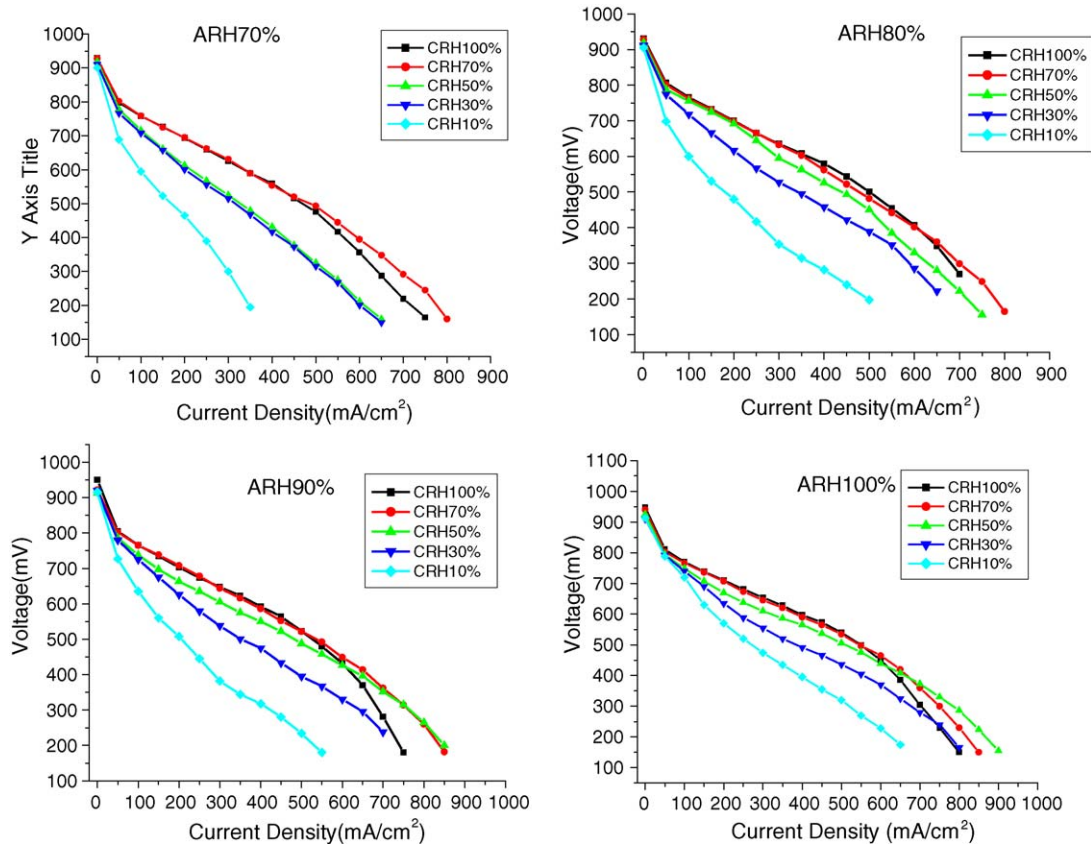 ARH70%
1000
900
800
700
600
500
400
300
200
100
Y Axis Title
CRH100%
CRH70%
CRH50%
CRH30%
CRH10%
0 100 200 300 400 500 600 700 800 900
Current Density(mA/cm²)
ARH80%
1000
900
800
700
600
500
400
300
200
100
Voltage(mV)
CRH100%
CRH70%
CRH50%
CRH30%
CRH10%
0 100 200 300 400 500 600 700 800 900
Current Density(mA/cm²)
ARH90%
1000
900
800
700
600
500
400
300
200
100
Voltage(mV)
CRH100%
CRH70%
CRH50%
CRH30%
CRH10%
0 100 200 300 400 500 600 700 800 900 1000
Current Density(mA/cm²)
ARH100%
1100
1000
900
800
700
600
500
400
300
200
100
Voltage(mV)
CRH100%
CRH70%
CRH50%
CRH30%
CRH10%
0 100 200 300 400 500 600 700 800 900 1000
Current Density (mA/cm²)